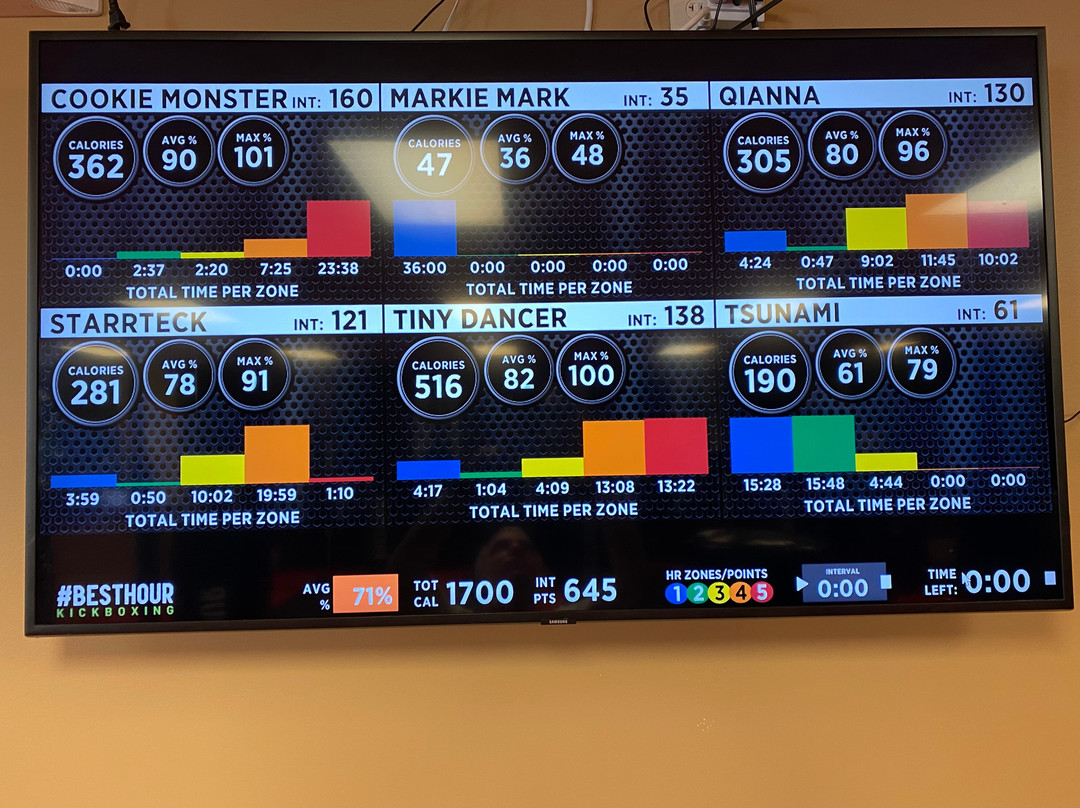 COOKIE MONSTER INT: 160
CALORIES 362
AVG % 90
MAX % 101
0:00 2:37 2:20 7:25 23:38
TOTAL TIME PER ZONE
MARKIE MARK INT: 35
CALORIES 47
AVG % 36
MAX % 48
36:00 0:00 0:00 0:00 0:00
TOTAL TIME PER ZONE
QIANNA INT: 130
CALORIES 305
AVG % 80
MAX % 96
4:24 0:47 9:02 11:45 10:02
TOTAL TIME PER ZONE
STARRTECK INT: 121
CALORIES 281
AVG % 78
MAX % 91
3:59 0:50 10:02 19:59 1:10
TOTAL TIME PER ZONE
TINY DANCER INT: 138
CALORIES 516
AVG % 82
MAX % 100
4:17 1:04 4:09 13:08 13:22
TOTAL TIME PER ZONE
TSUNAMI INT: 61
CALORIES 190
AVG % 61
MAX % 79
15:28 15:48 4:44 0:00 0:00
TOTAL TIME PER ZONE
#BESTHOUR
KICKBOXING
AVG % 71%
TOT CAL 1700
INT PTS 645
HR ZONES/POINTS
1 2 3 4 5
INTERVAL
0:00
TIME LEFT: 0:00
SAMSUNG